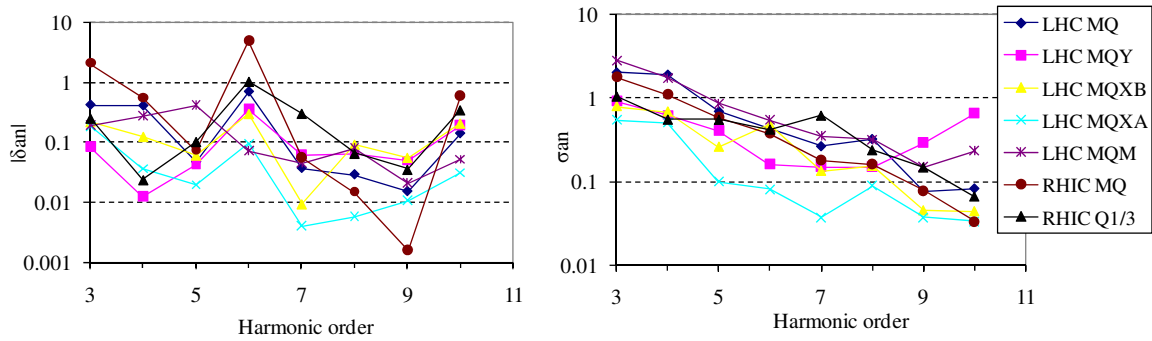 10
1
0.1
0.01
0.001
|δan|
3
5
7
9
11
Harmonic order
10
1
0.1
0.01
σan
3
5
7
9
11
Harmonic order
LHC MQ
LHC MQY
LHC MQXB
LHC MQXA
LHC MQM
RHIC MQ
RHIC Q1/3